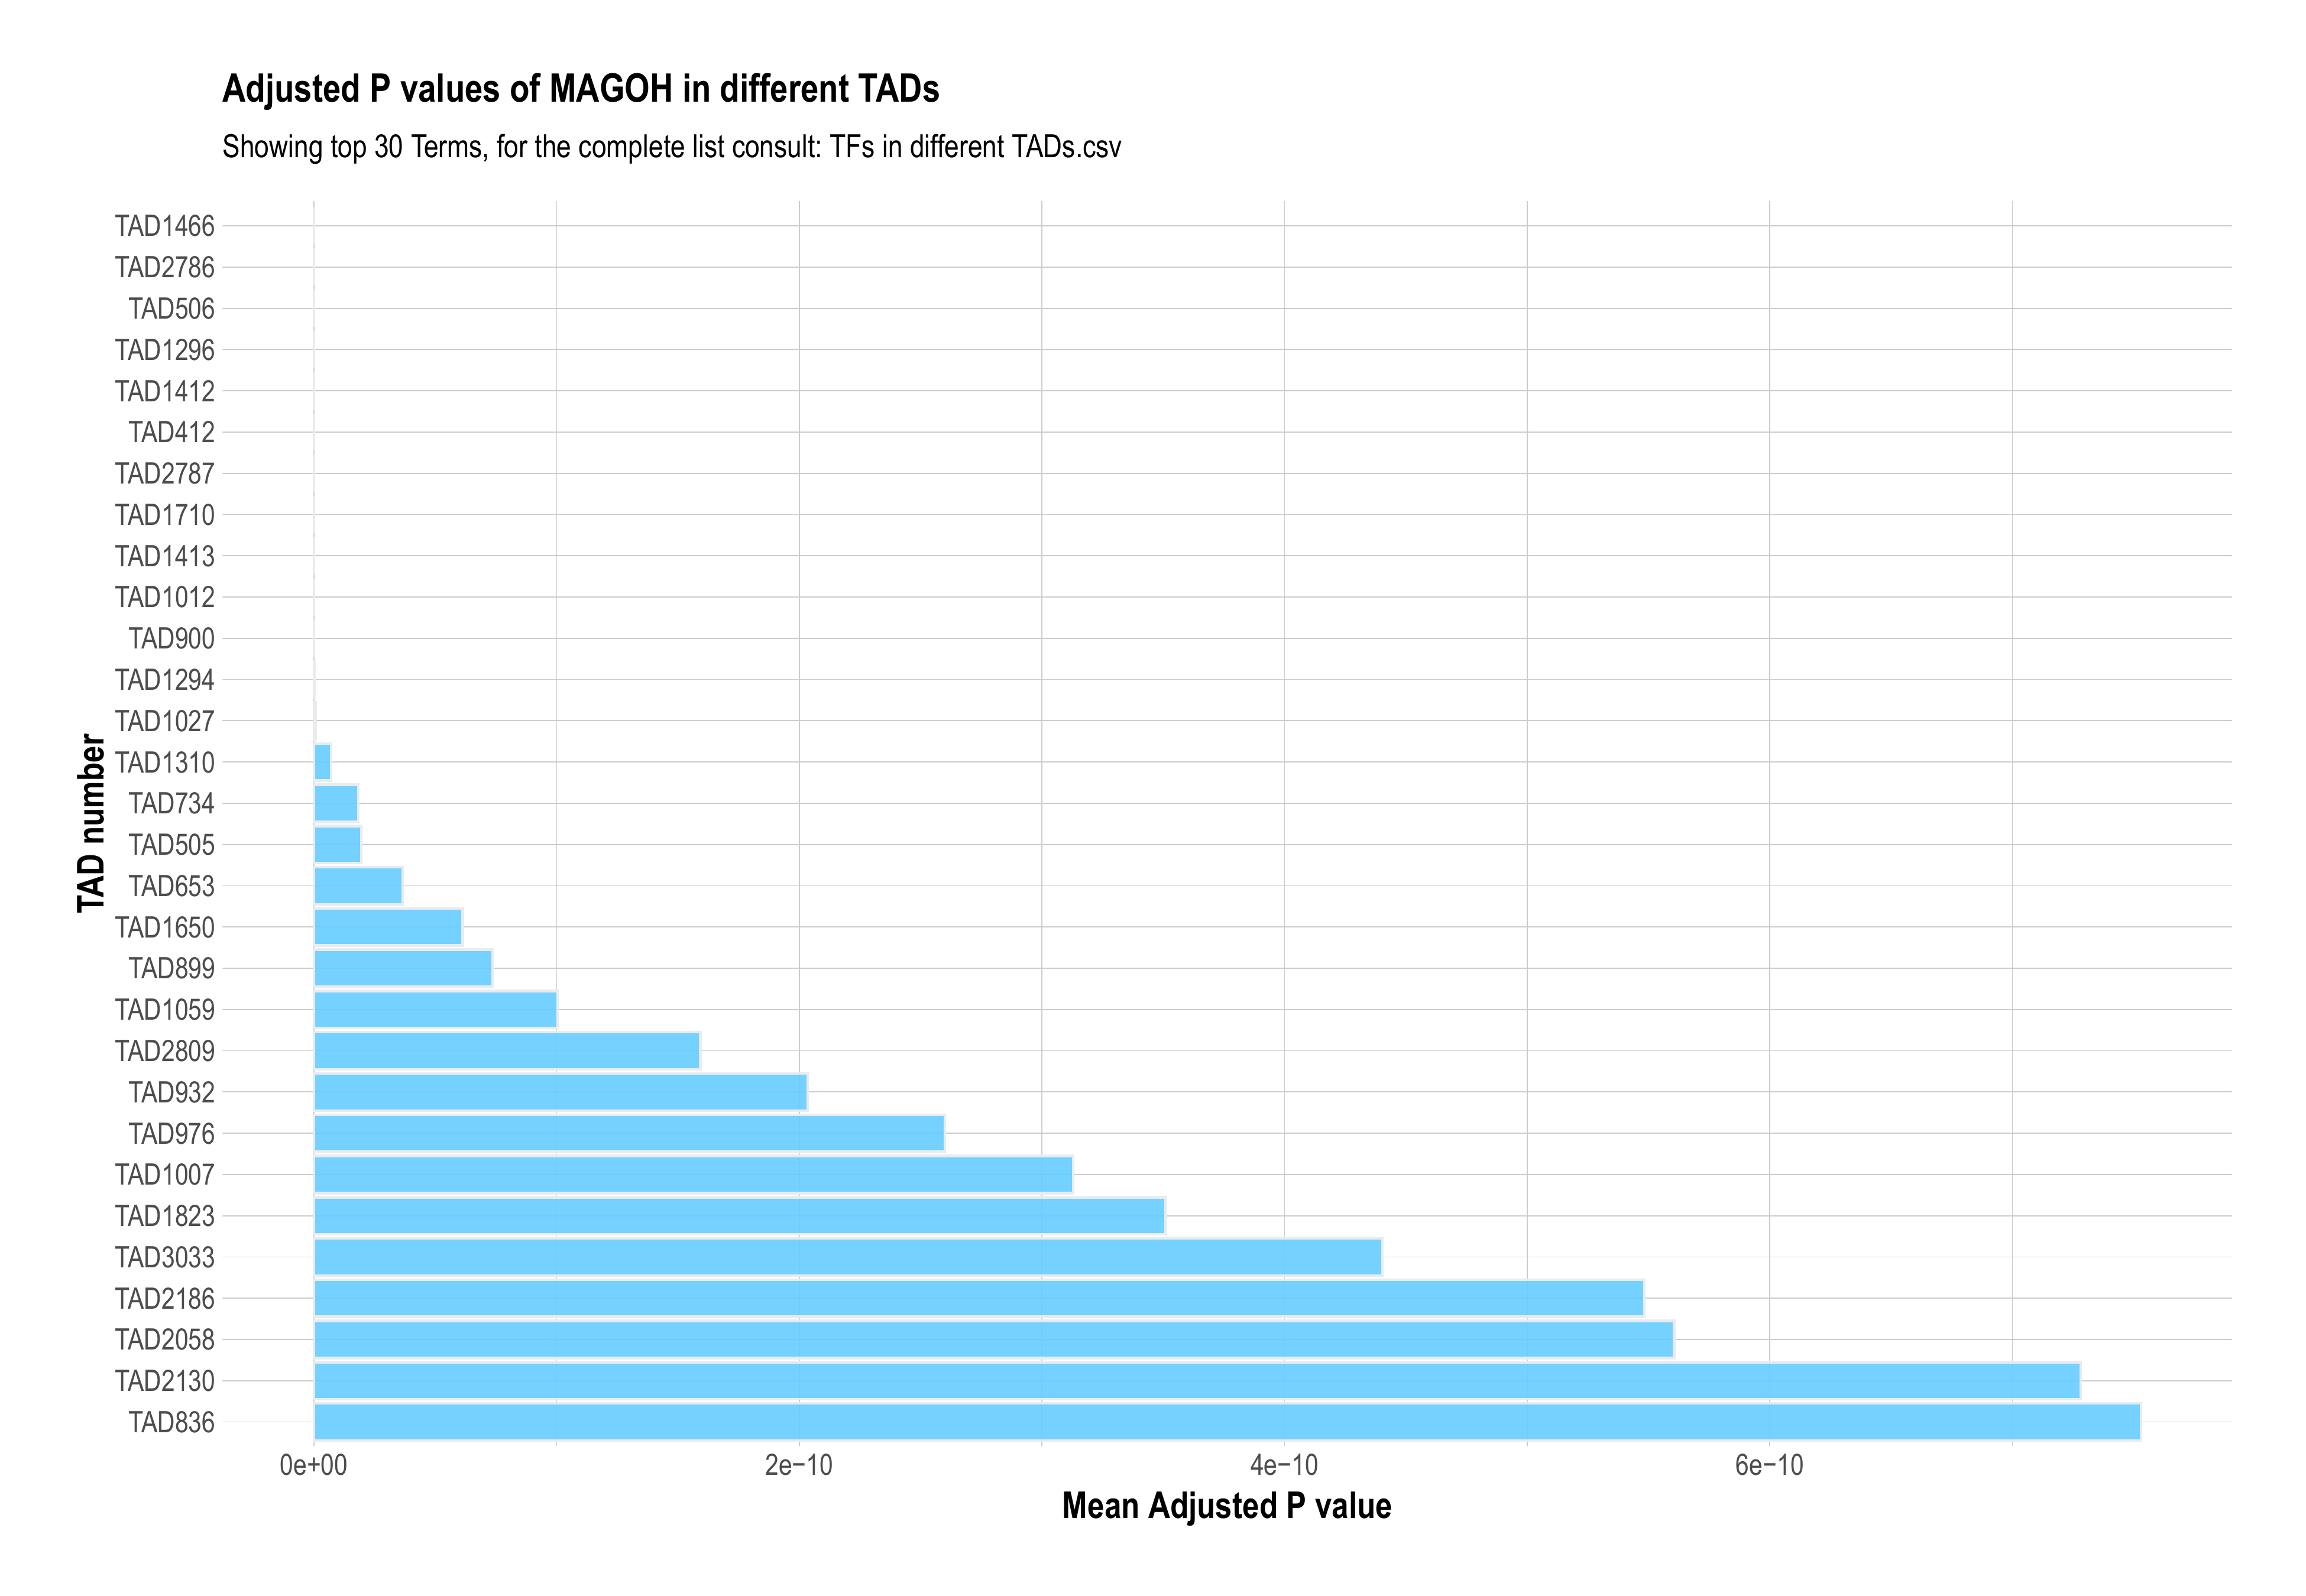 Adjusted P values of MAGOH in different TADs
Showing top 30 Terms, for the complete list consult: TFs in different TADs.csv
TAD number
TAD1466
TAD2786
TAD506
TAD1296
TAD1412
TAD412
TAD2787
TAD1710
TAD1413
TAD1012
TAD900
TAD1294
TAD1027
TAD1310
TAD734
TAD505
TAD653
TAD1650
TAD899
TAD1059
TAD2809
TAD932
TAD976
TAD1007
TAD1823
TAD3033
TAD2186
TAD2058
TAD2130
TAD836
0e+00 2e−10 4e−10 6e−10
Mean Adjusted P value